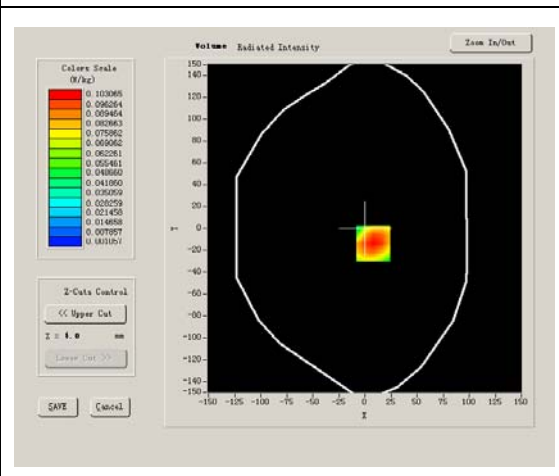 Volume Radiated Intensity
Zoom In/Out
Colors Scale
(W/kg)
0.103065
0.096264
0.089464
0.082663
0.075862
0.069062
0.062261
0.055461
0.048660
0.041860
0.035059
0.028259
0.021458
0.014658
0.007857
0.001057
150
140
120
100
80
60
40
20
0
-20
-40
-60
-80
-100
-120
-140
-150
Y
-150 -125 -100 -75 -50 -25 0 25 50 75 100 125 150
X
Z-Cuts Control
<< Upper Cut
Z = 4.0 mm
Lower Cut >>
SAVE Cancel